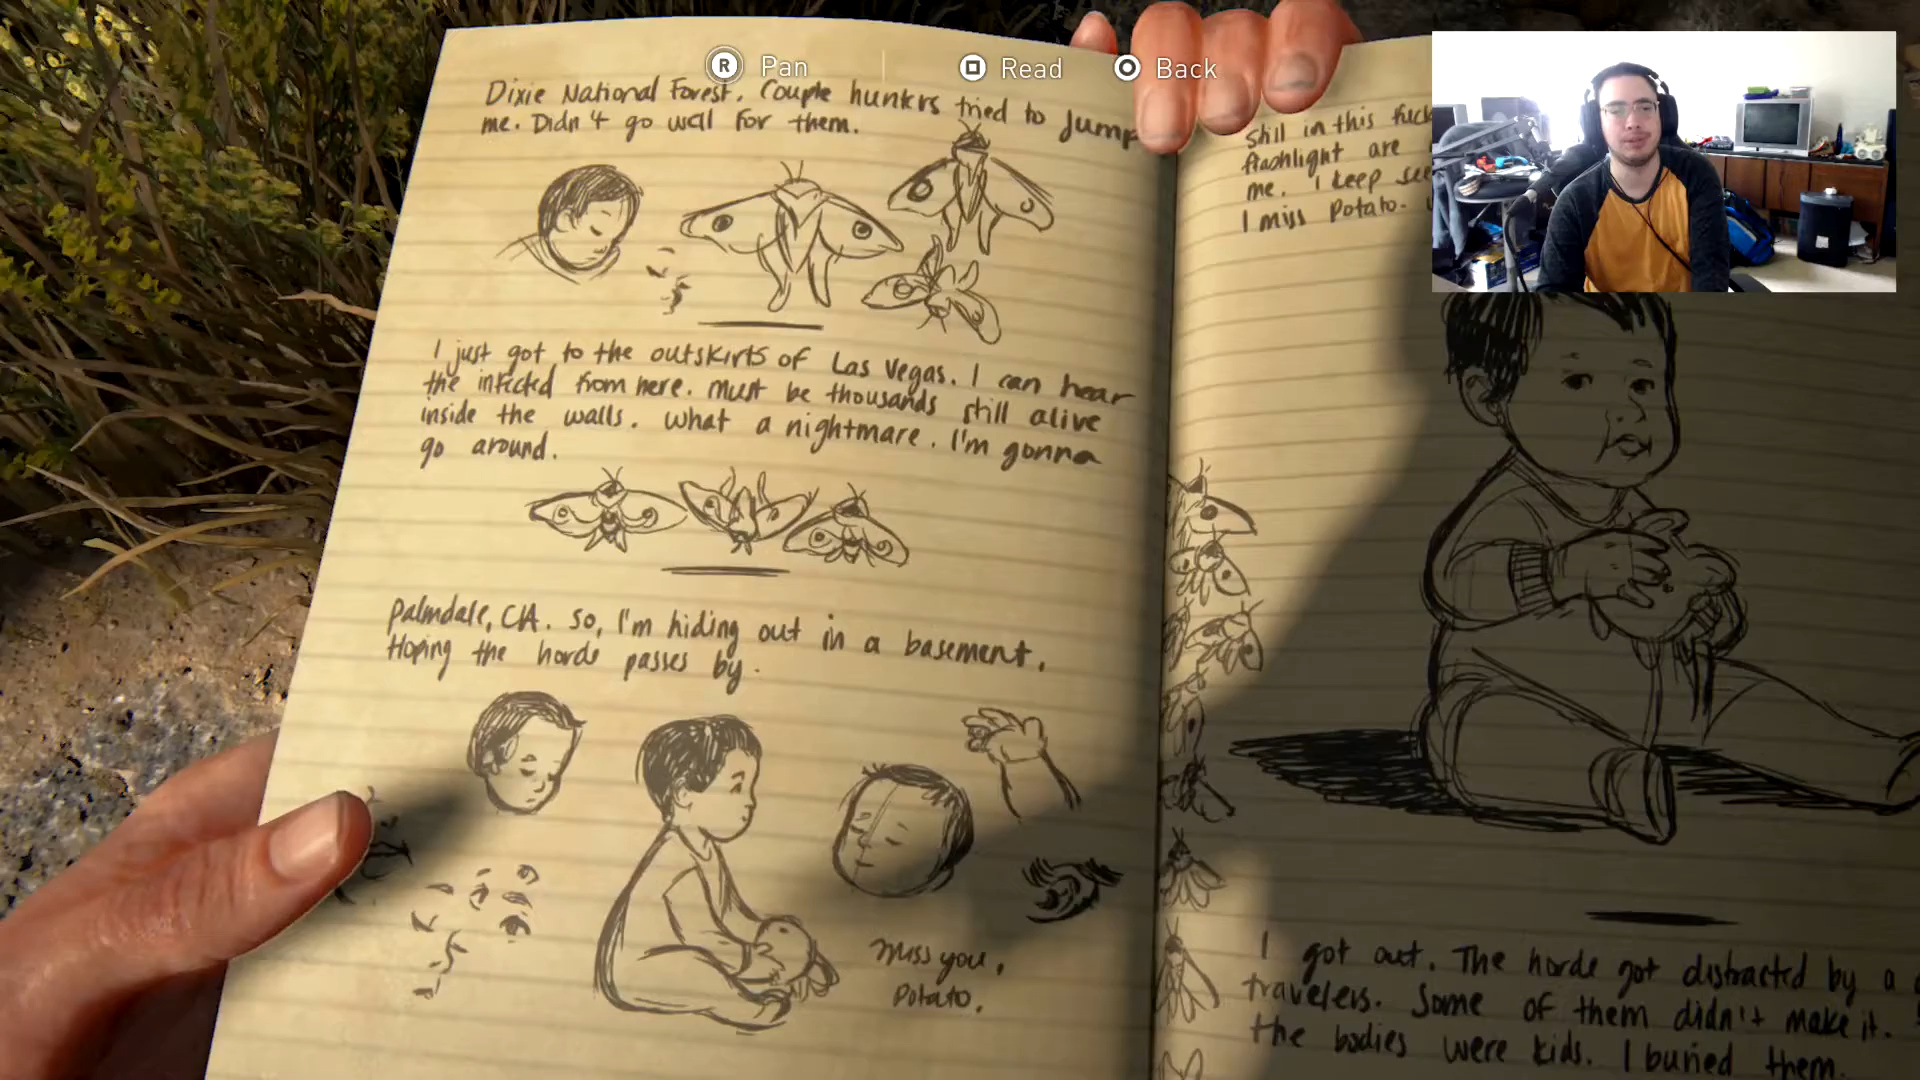 Pan Read Back
Dixie National Forest. Couple hunters tried to jump
me. Didn't go well for them.
I just got to the outskirts of Las Vegas. I can hear
the infected from here. Must be thousands still alive
inside the walls. What a nightmare. I'm gonna
go around.
Palmdale, CA. So, I'm hiding out in a basement.
Hoping the horde passes by.
Miss you,
Potato.
Still in this
flashlight are
me. I keep
I miss Potato.
I got out. The horde got distracted by a
travelers. Some of them didn't make it.
the bodies were kids. I buried them.